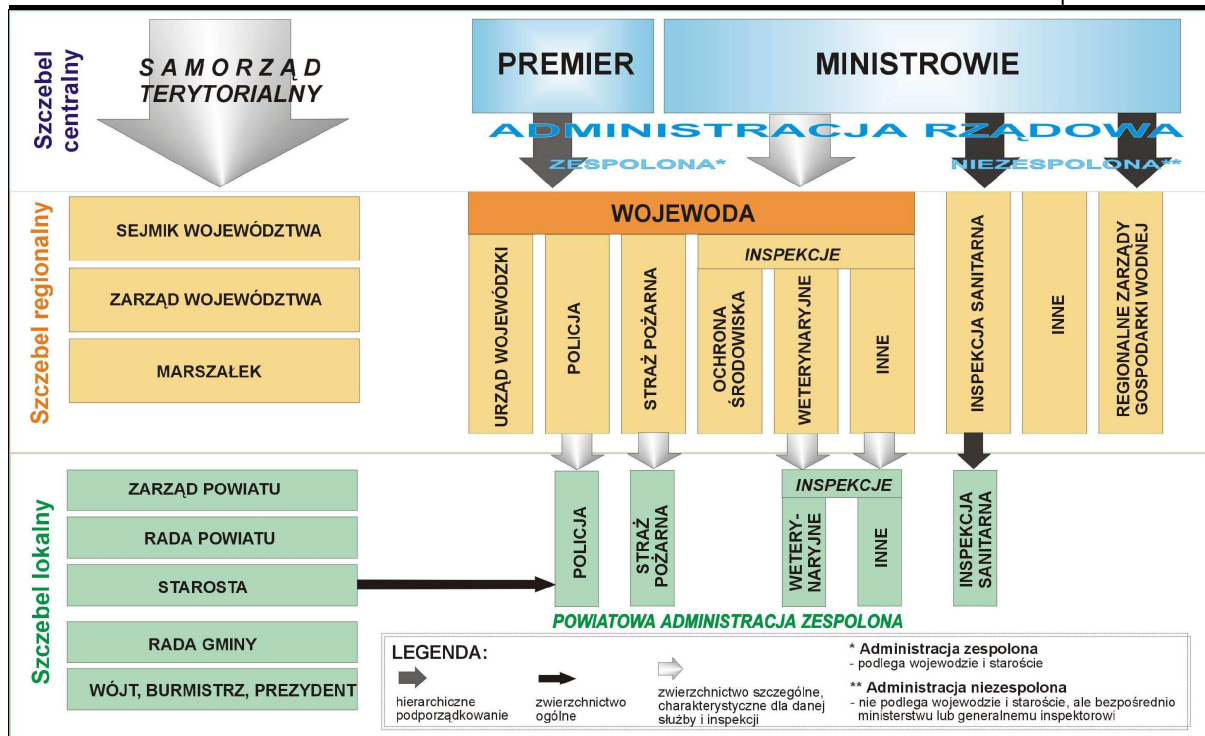 Szczebel
centralny
SAMORZĄD
TERYTORIALNY
PREMIER
MINISTROWIE
ADMINISTRACJA RZĄDOWA
ZESPOLONA*
NIEZESPOLONA**
Szczebel regionalny
SEJMIK WOJEWÓDZTWA
ZARZĄD WOJEWÓDZTWA
MARSZAŁEK
WOJEWODA
URZĄD WOJEWÓDZKI
POLICJA
STRAŻ POŻARNA
INSPEKCJE
OCHRONA
ŚRODOWISKA
WETERYNARYJNE
INNE
INSPEKCJA SANITARNA
INNE
REGIONALNE ZARZĄDY
GOSPODARKI WODNEJ
Szczebel lokalny
ZARZĄD POWIATU
RADA POWIATU
STAROSTA
RADA GMINY
WÓJT, BURMISTRZ, PREZYDENT
POLICJA
STRAŻ
POŻARNA
INSPEKCJE
WETERY-
NARYJNE
INNE
INSPEKCJA
SANITARNA
POWIATOWA ADMINISTRACJA ZESPOLONA
LEGENDA:
hierarchiczne
podporządkowanie
zwierzchnictwo
ogólne
zwierzchnictwo szczególne,
charakterystyczne dla danej
służby i inspekcji
* Administracja zespolona
- podlega wojewodzie i staroście
** Administracja niezespolona
- nie podlega wojewodzie i staroście, ale bezpośrednio
ministerstwu lub generalnemu inspektorowi